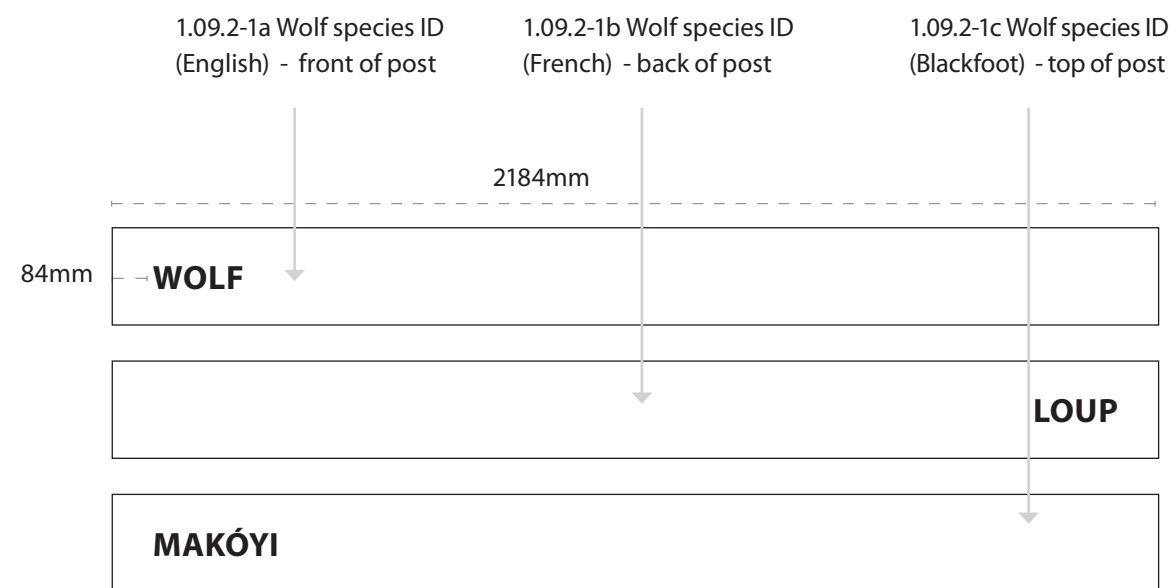 1.09.2-1a Wolf species ID
(English) - front of post
1.09.2-1b Wolf species ID
(French) - back of post
1.09.2-1c Wolf species ID
(Blackfoot) - top of post
2184mm
84mm
WOLF
LOUP
MAKÓYI